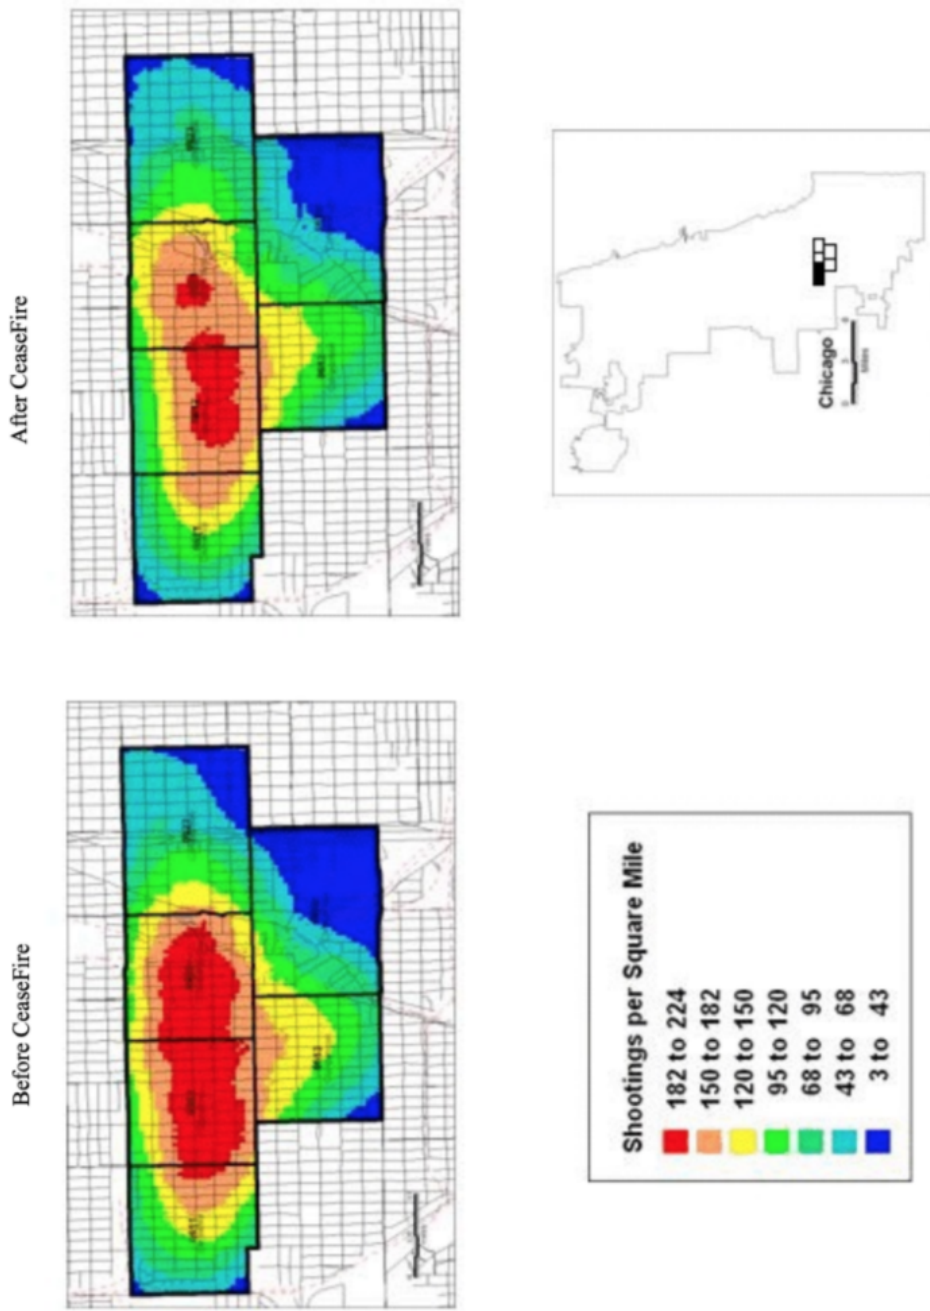 After CeaseFire
Before CeaseFire
Chicago
Shootings per Square Mile
182 to 224
150 to 182
120 to 150
95 to 120
68 to 95
43 to 68
3 to 43